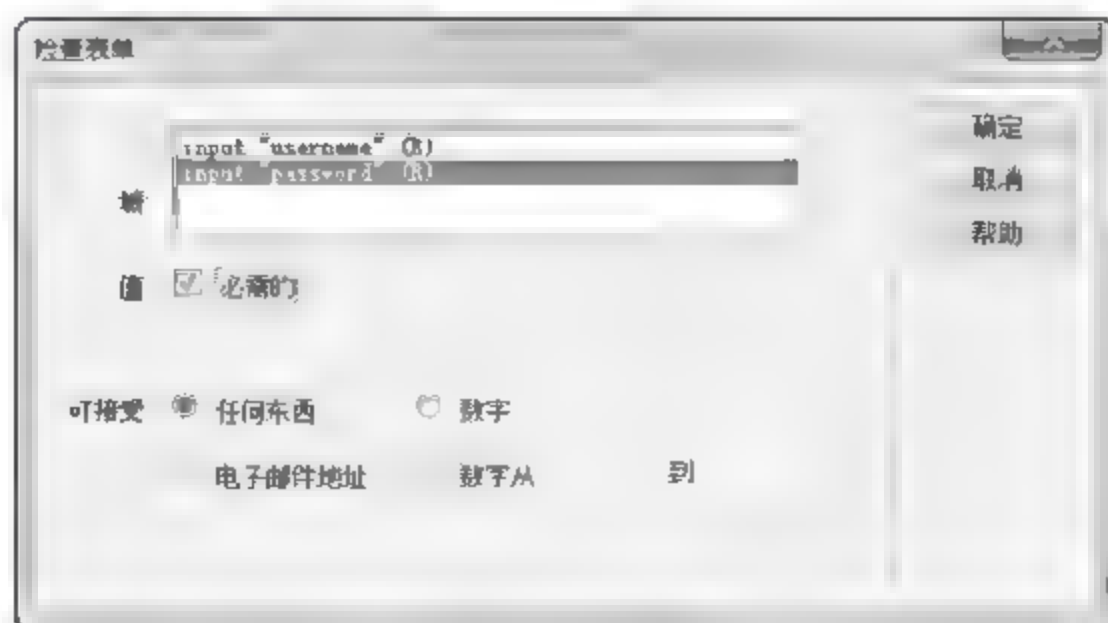 检查表单
确定
input "username" (R)
input "password" (R)
取消
帮助
值 必需的
可接受 任何东西 数字
电子邮件地址 数字从 到